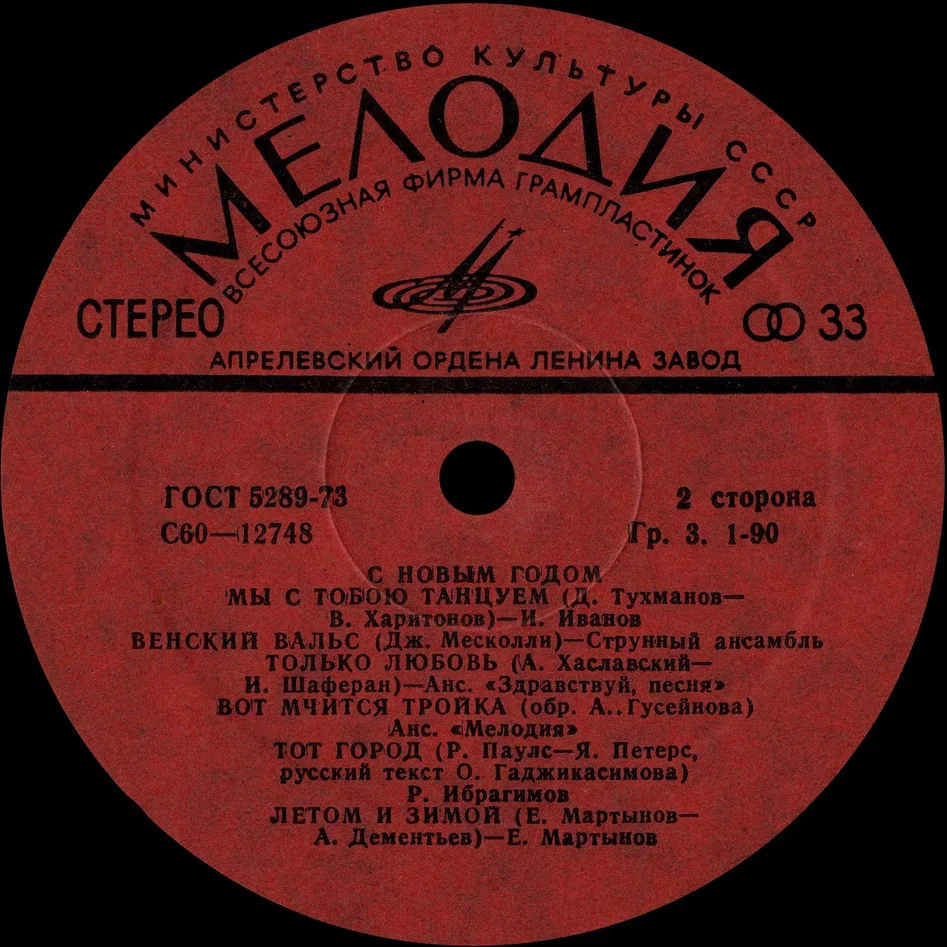 МИНИСТЕРСТВО КУЛЬТУРЫ СССР
МЕЛОДИЯ
ВСЕСОЮЗНАЯ ФИРМА ГРАМПЛАСТИНОК
СТЕРЕО
33
АПРЕЛЕВСКИЙ ОРДЕНА ЛЕНИНА ЗАВОД
ГОСТ 5289-73
2 сторона
С60—12748
Гр. 3. 1-90
С НОВЫМ ГОДОМ
МЫ С ТОБОЮ ТАНЦУЕМ (Д. Тухманов—
В. Харитонов)—И. Иванов
ВЕНСКИЙ ВАЛЬС (Дж. Месколли)—Струнный ансамбль
ТОЛЬКО ЛЮБОВЬ (А. Хаславский—
И. Шаферан)—Анс. «Здравствуй, песня»
ВОТ МЧИТСЯ ТРОЙКА (обр. А.. Гусейнова)
Анс. «Мелодия»
ТОТ ГОРОД (Р. Паулс—Я. Петерс,
русский текст О. Гаджикасимова)
Р. Ибрагимов
ЛЕТОМ И ЗИМОЙ (Е. Мартынов—
А. Дементьев)—Е. Мартынов